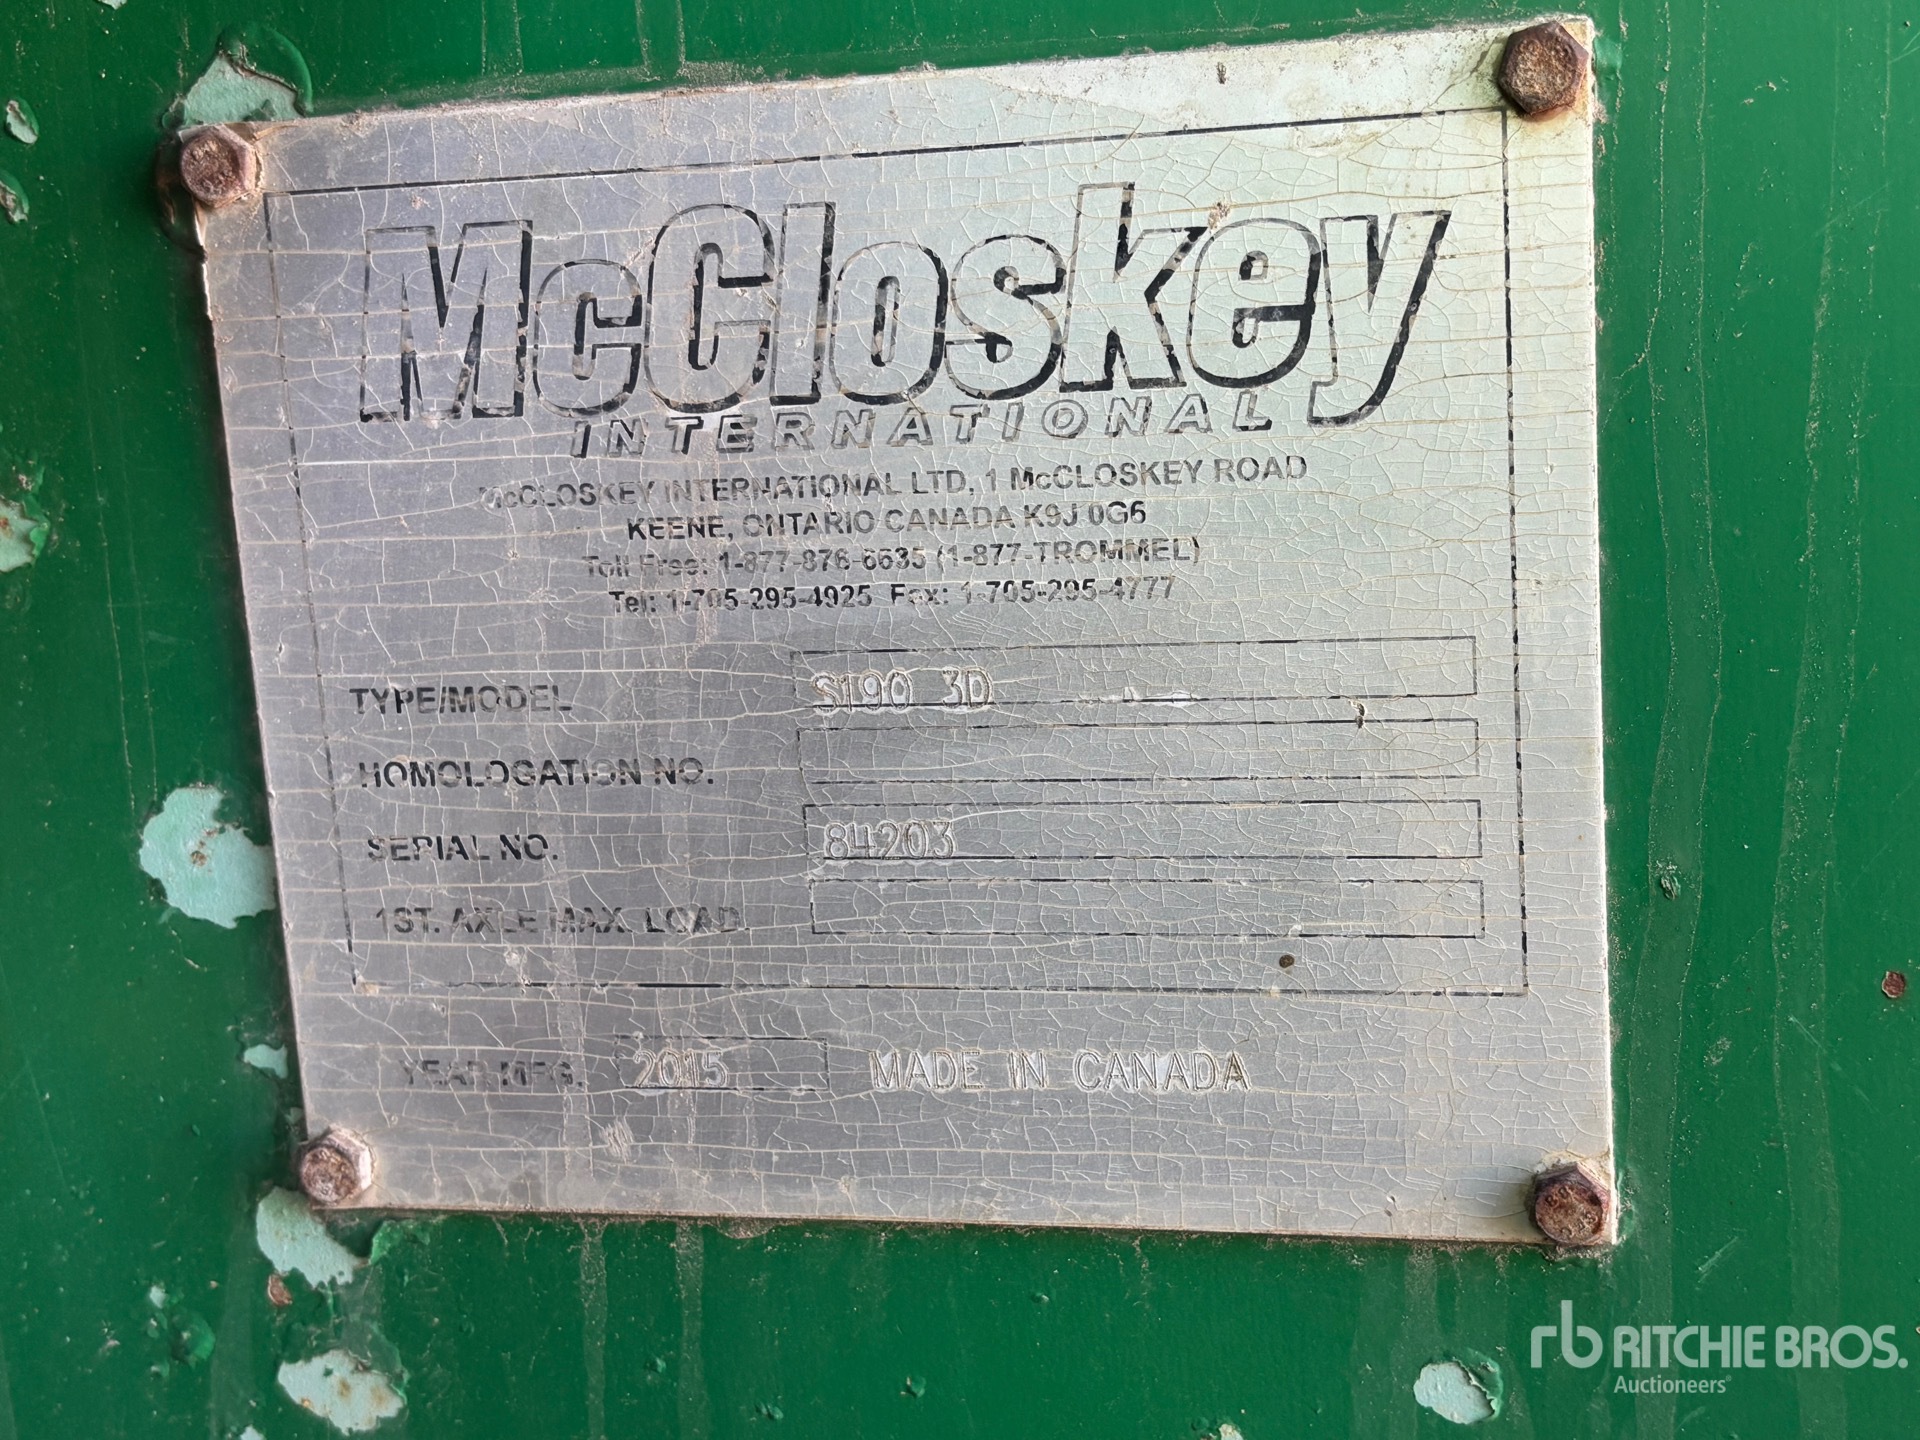 McCloskey
INTERNATIONAL
McCLOSKEY INTERNATIONAL LTD, 1 McCLOSKEY ROAD
KEENE, ONTARIO CANADA K9J 0G6
Toll Free: 1-877-876-6635 (1-877-TROMMEL)
Tel: 1-705-295-4925 Fax: 1-705-295-4777
TYPE/MODEL S190 3D
HOMOLOGATION NO.
SERIAL NO. 84203
1ST. AXLE MAX. LOAD.
YEAR MFG. 2015 MADE IN CANADA
rb RITCHIE BROS.
Auctioneers